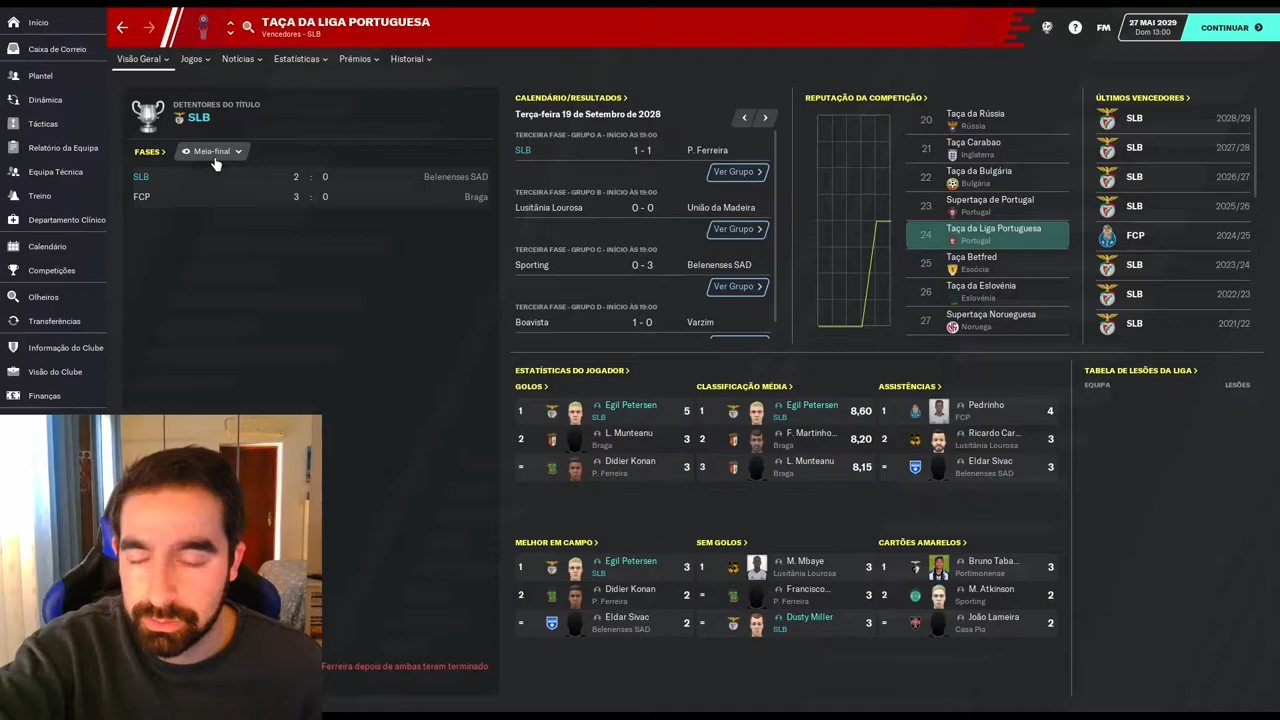 Início
Caixa de Correio
Plantel
Dinâmica
Tácticas
Relatório da Equipa
Equipa Técnica
Treino
Departamento Clínico
Calendário
Competições
Olheiros
Transferências
Informação do Clube
Visão do Clube
Finanças
TAÇA DA LIGA PORTUGUESA
Vencedores - SLB
FM
27 MAI 2029
Dom 13:00
CONTINUAR
Visão Geral
Jogos
Notícias
Estatísticas
Prémios
Historial
DETENTORES DO TÍTULO
SLB
FASES
Meia-final
SLB 2 : 0 Belenenses SAD
FCP 3 : 0 Braga
Ferreira depois de ambas terem terminado
CALENDÁRIO/RESULTADOS
Terça-feira 19 de Setembro de 2028
TERCEIRA FASE - GRUPO A - INÍCIO ÀS 19:00
SLB 1 - 1 P. Ferreira
Ver Grupo
TERCEIRA FASE - GRUPO B - INÍCIO ÀS 19:00
Lusitânia Lourosa 0 - 0 União da Madeira
Ver Grupo
TERCEIRA FASE - GRUPO C - INÍCIO ÀS 19:00
Sporting 0 - 3 Belenenses SAD
Ver Grupo
TERCEIRA FASE - GRUPO D - INÍCIO ÀS 19:00
Boavista 1 - 0 Varzim
REPUTAÇÃO DA COMPETIÇÃO
20 Taça da Rússia
Rússia
21 Taça Carabao
Inglaterra
22 Taça da Bulgária
Bulgária
23 Supertaça de Portugal
Portugal
24 Taça da Liga Portuguesa
Portugal
25 Taça Betfred
Escócia
26 Taça da Eslovénia
Eslovénia
27 Supertaça Norueguesa
Noruega
ÚLTIMOS VENCEDORES
SLB 2028/29
SLB 2027/28
SLB 2026/27
SLB 2025/26
FCP 2024/25
SLB 2023/24
SLB 2022/23
SLB 2021/22
ESTATÍSTICAS DO JOGADOR
GOLOS
1 Egil Petersen 5
SLB
2 L. Munteanu 3
Braga
= Didier Konan 3
P. Ferreira
CLASSIFICAÇÃO MÉDIA
1 Egil Petersen 8,60
SLB
2 F. Martinho... 8,20
Braga
3 L. Munteanu 8,15
Braga
ASSISTÊNCIAS
1 Pedrinho 4
FCP
2 Ricardo Car... 3
Lusitânia Lourosa
= Eldar Sivac 3
Belenenses SAD
MELHOR EM CAMPO
1 Egil Petersen 3
SLB
2 Didier Konan 2
P. Ferreira
= Eldar Sivac 2
Belenenses SAD
SEM GOLOS
1 M. Mbaye 3
Lusitânia Lourosa
= Francisco... 3
P. Ferreira
= Dusty Miller 3
SLB
CARTÕES AMARELOS
1 Bruno Taba... 3
Portimonense
2 M. Atkinson 2
Sporting
= João Lameira 2
Casa Pia
TABELA DE LESÕES DA LIGA
EQUIPA LESÕES